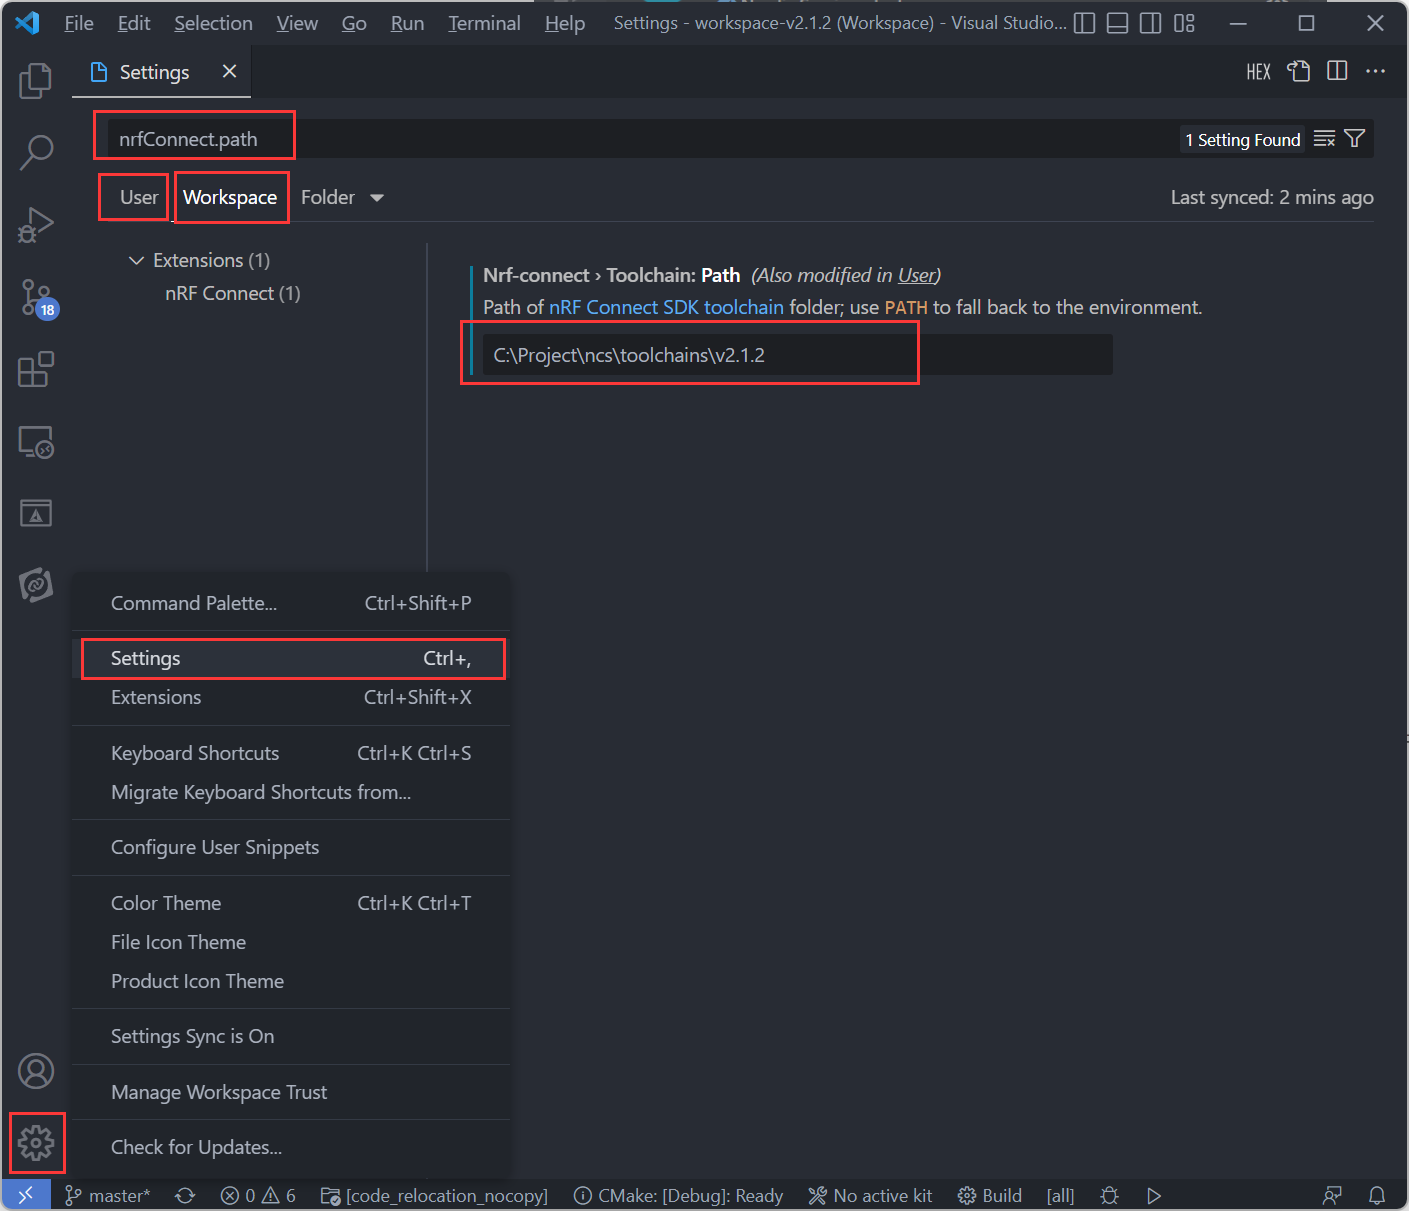 File Edit Selection View Go Run Terminal Help Settings - workspace-v2.1.2 (Workspace) - Visual Studio...
Settings
HEX
nrfConnect.path
1 Setting Found
User Workspace Folder
Last synced: 2 mins ago
Extensions (1)
nRF Connect (1)
Nrf-connect › Toolchain: Path (Also modified in User)
Path of nRF Connect SDK toolchain folder; use PATH to fall back to the environment.
C:\Project\ncs\toolchains\v2.1.2
18
Command Palette... Ctrl+Shift+P
Settings Ctrl+,
Extensions Ctrl+Shift+X
Keyboard Shortcuts Ctrl+K Ctrl+S
Migrate Keyboard Shortcuts from...
Configure User Snippets
Color Theme Ctrl+K Ctrl+T
File Icon Theme
Product Icon Theme
Settings Sync is On
Manage Workspace Trust
Check for Updates...
master* 0 6 [code_relocation_nocopy] CMake: [Debug]: Ready No active kit Build [all]